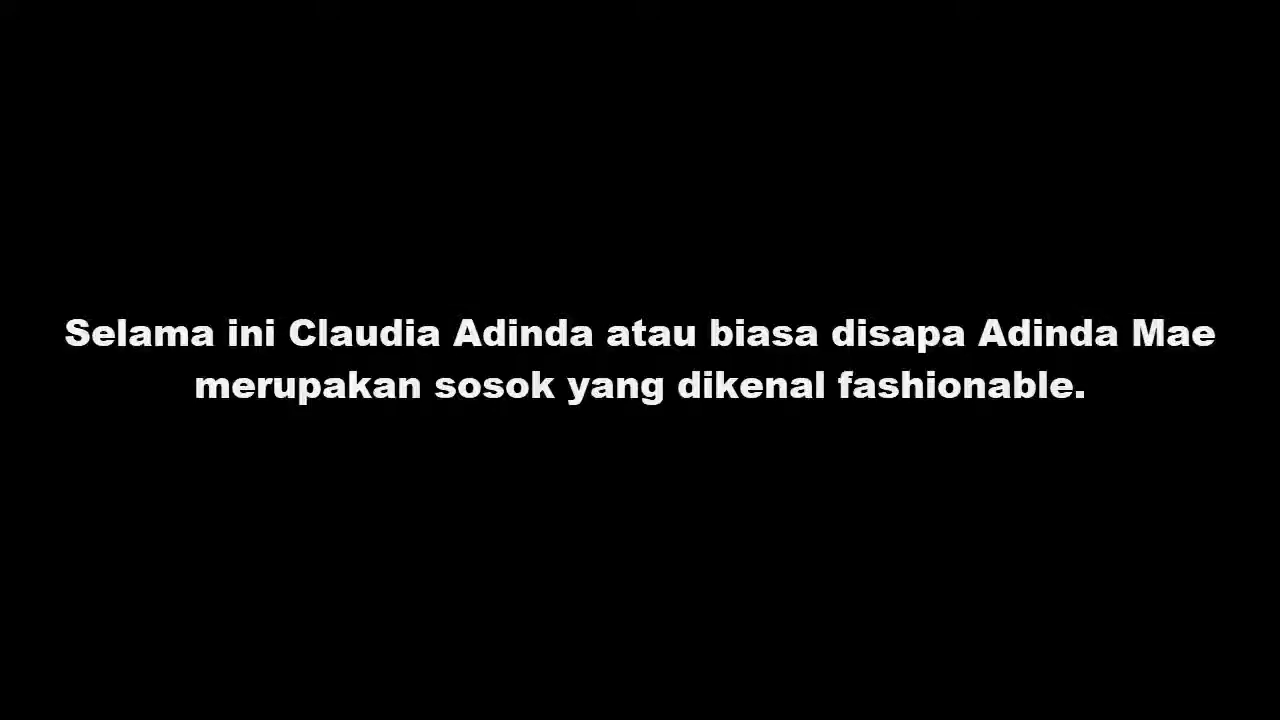 Selama ini Claudia Adinda atau biasa disapa Adinda Mae
merupakan sosok yang dikenal fashionable.